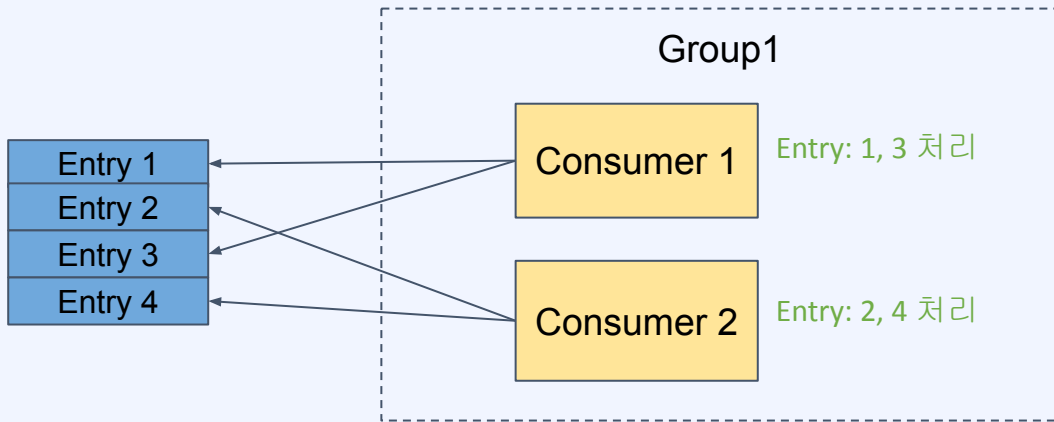 Group1
Entry 1
Entry 2
Entry 3
Entry 4
Consumer 1
Entry: 1, 3 처리
Consumer 2
Entry: 2, 4 처리